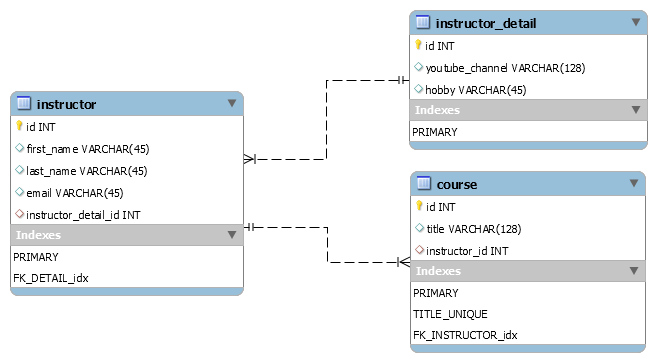 instructor_detail
id INT
youtube_channel VARCHAR(128)
hobby VARCHAR(45)
Indexes
PRIMARY
instructor
id INT
first_name VARCHAR(45)
last_name VARCHAR(45)
email VARCHAR(45)
instructor_detail_id INT
Indexes
PRIMARY
FK_DETAIL_idx
course
id INT
title VARCHAR(128)
instructor_id INT
Indexes
PRIMARY
TITLE_UNIQUE
FK_INSTRUCTOR_idx